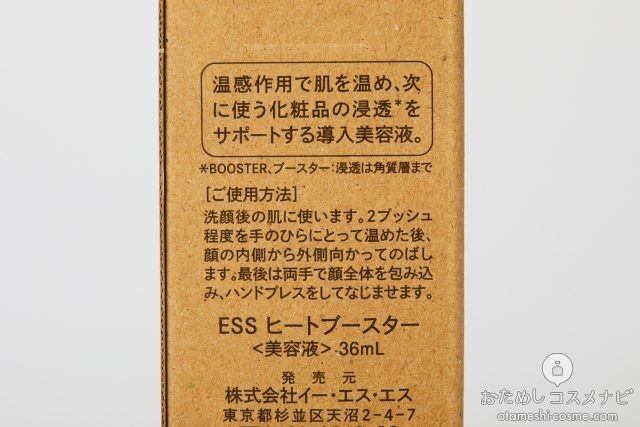 温感作用で肌を温め、次
に使う化粧品の浸透*を
サポートする導入美容液。
*BOOSTER、ブースター:浸透は角質層まで
[ご使用方法]
洗顔後の肌に使います。2プッシュ
程度を手のひらにとって温めた後、
顔の内側から外側向かってのばし
ます。最後は両手で顔全体を包み込
み、ハンドプレスをしてなじませます。
ESS ヒートブースター
<美容液> 36mL
発売元
株式会社イー・エス・エス
東京都杉並区天沼2-4-7
おためしコスメナビ
otameshi-cosme.com